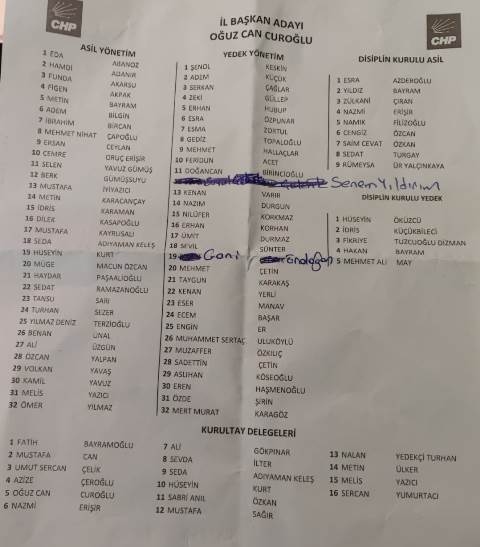 CHP
İL BAŞKAN ADAYI
OĞUZ CAN CUROĞLU
CHP
ASİL YÖNETİM
1 EDA ABANOZ
2 HAMDİ ADANIR
3 FUNDA AKARSU
4 FİGEN AKPAK
5 METİN BAYRAM
6 ADEM BİLGİN
7 İBRAHİM BİRCAN
8 MEHMET NİHAT ÇAPOĞLU
9 ERSAN CEYLAN
10 ÇEMRE ORUÇ ERİŞİR
11 SELEN YAVUZ GÜMÜŞ
12 BERK GÜMÜŞSUYU
13 MUSTAFA İYİYAZICI
14 METİN KARACANÇAY
15 İDRİS KARAMAN
16 DİLEK KASAPOĞLU
17 MUSTAFA KAYRUSALI
18 SEDA ADIYAMAN KELEŞ
19 HÜSEYİN KURT
20 MÜGE MACUN ÖZCAN
21 HAYDAR PAŞAALİOĞLU
22 SEDAT RAMAZANOĞLU
23 TANSU SARI
24 TURHAN SEZER
25 YILMAZ DENİZ TERZİOĞLU
26 BENAN ÜNAL
27 ALİ ÜZGÜN
28 ÖZCAN YALPAN
29 VOLKAN YAVAŞ
30 KAMİL YAVUZ
31 MELİS YAZICI
32 ÖMER YILMAZ
YEDEK YÖNETİM
1 ŞENOL KESKİN
2 ADEM KÜÇÜK
3 SERKAN ÇAĞLAR
4 ZEKİ GÜLLEP
5 ERHAN HUBUP
6 ESRA ÖZPUNAR
7 ESMA ZORTUL
8 GEDİZ TOPALOĞLU
9 MEHMET HALLAÇLAR
10 FERİDUN ACET
11 DOĞANCAN BİRİNCİOĞLU
Senem Yıldırım
13 KENAN VARIR
14 NAZIM DURGUN
15 NİLÜFER KORKMAZ
16 ERHAN KORHAN
17 ÜMİT DURMAZ
18 SEVİL SÜNTER
19 Gani Erdoğan
20 MEHMET ÇETİN
21 TAYGUN KARAKAŞ
22 KENAN YERLİ
23 ESER MANAV
24 ECEM BAŞAR
25 ENGİN ER
26 MUHAMMET SERTAÇ ULUKÖYLÜ
27 MUZAFFER ÖZKILIÇ
28 SADETTİN ÇETİN
29 ASLIHAN KÖSEOĞLU
30 EREN HAŞMENOĞLU
31 ÖZDE ŞİRİN
32 MERT MURAT KARAGÖZ
DİSİPLİN KURULU ASİL
1 ESRA AZDEROĞLU
2 YILDIZ BAYRAM
3 ZÜLKANİ ÇIRAN
4 NAZMİ ERİŞİR
5 NAMIK FİLİZOĞLU
6 CENGİZ ÖZCAN
7 SAİM CEVAT ÖZKAN
8 SEDAT TURGAY
9 RÜMEYSA ÜR YALÇINKAYA
DİSİPLİN KURULU YEDEK
1 HÜSEYİN ÖKÜZCÜ
2 İDRİS KÜÇÜKBİLECİ
3 FİKRİYE TUZCUOĞLU DIZMAN
4 HAKAN BAYRAM
5 MEHMET ALİ MAY
KURULTAY DELEGELERİ
1 FATİH BAYRAMOĞLU
2 MUSTAFA CAN
3 UMUT SERCAN ÇELİK
4 AZİZE ÇEROĞLU
5 OĞUZ CAN CUROĞLU
6 NAZMİ ERİŞİR
7 ALİ GÖKPINAR
8 SEVDA İLTER
9 SEDA ADIYAMAN KELEŞ
10 HÜSEYİN KURT
11 SABRİ ANIL ÖZKAN
12 MUSTAFA SAĞIR
13 NALAN YEDEKÇİ TURHAN
14 METİN ÜLKER
15 MELİS YAZICI
16 SERCAN YUMURTACI